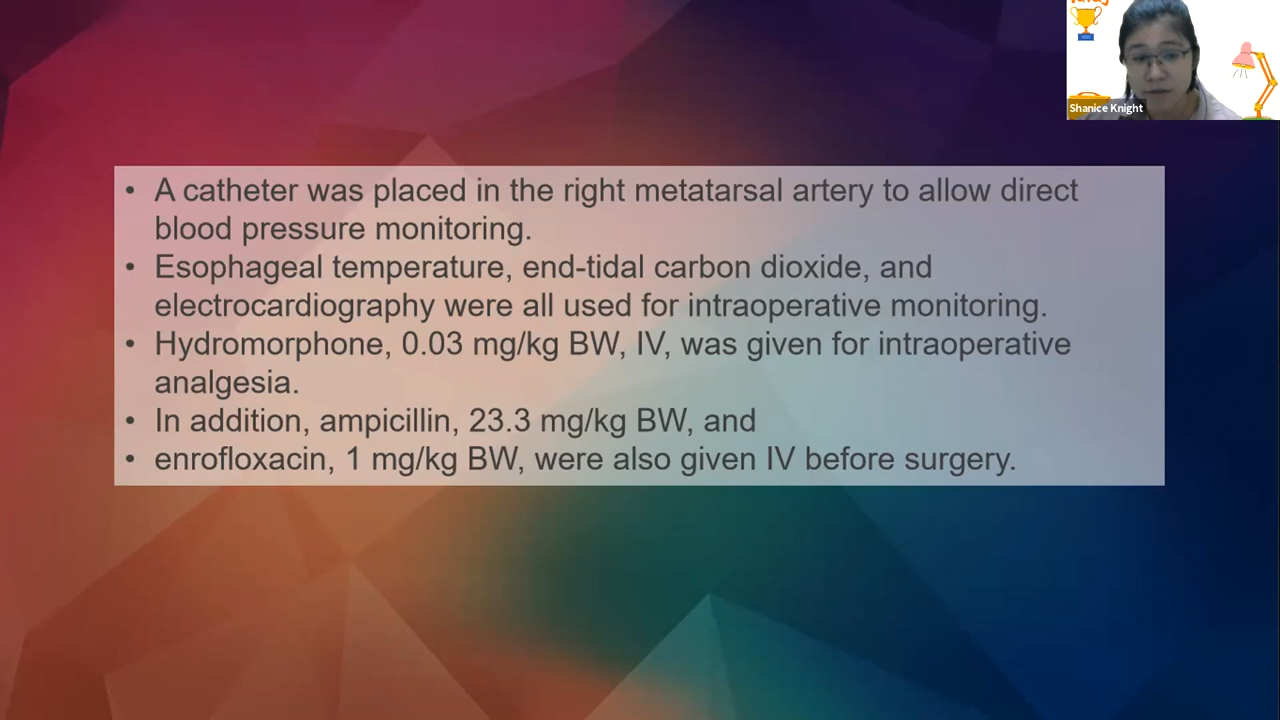 Shanice Knight
• A catheter was placed in the right metatarsal artery to allow direct
blood pressure monitoring.
• Esophageal temperature, end-tidal carbon dioxide, and
electrocardiography were all used for intraoperative monitoring.
• Hydromorphone, 0.03 mg/kg BW, IV, was given for intraoperative
analgesia.
• In addition, ampicillin, 23.3 mg/kg BW, and
• enrofloxacin, 1 mg/kg BW, were also given IV before surgery.